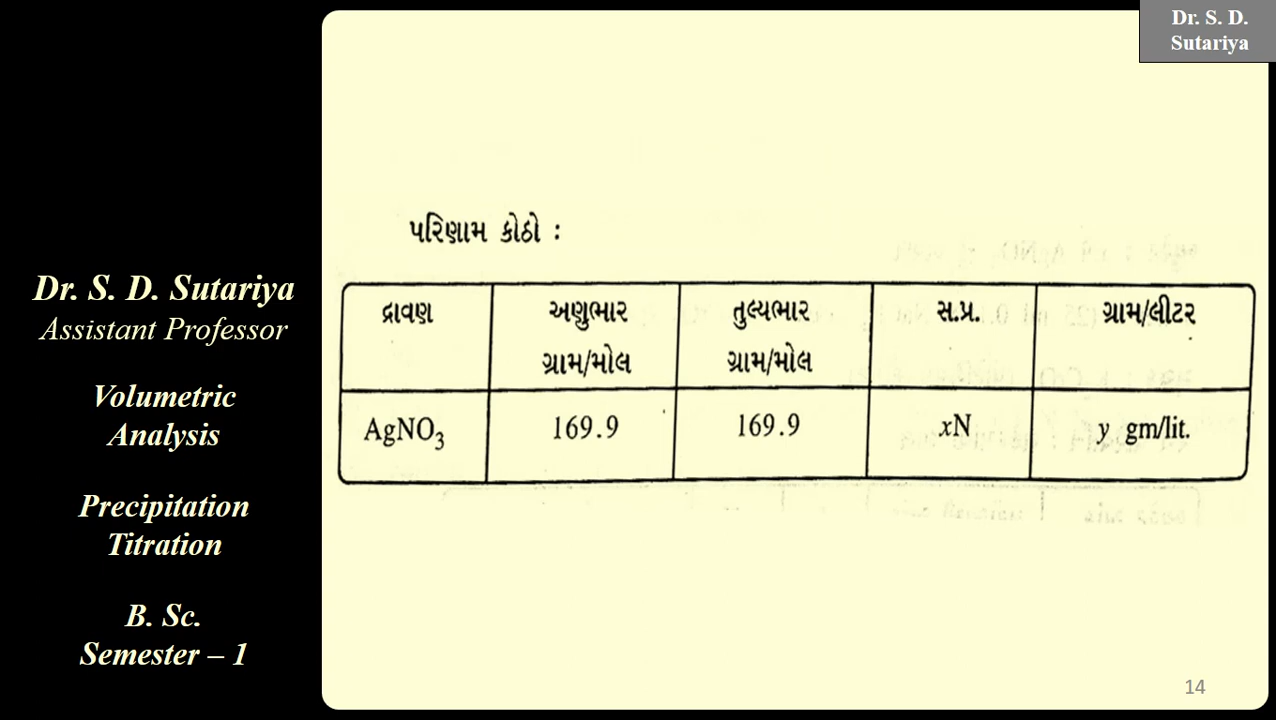 Dr. S. D.
Sutariya
Dr. S. D. Sutariya
Assistant Professor
Volumetric
Analysis
Precipitation
Titration
B. Sc.
Semester – 1
પરિણામ કોઠો :
દ્રાવણ અણુભાર તુલ્યભાર સ.પ્ર. ગ્રામ/લીટર
ગ્રામ/મોલ ગ્રામ/મોલ
AgNO₃ 169.9 169.9 xN y gm/lit.
14